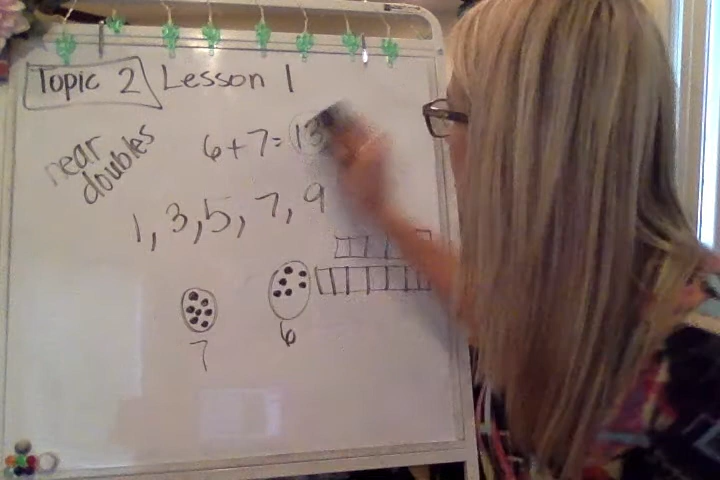 Topic 2 Lesson 1
near
doubles
6+7=13
1, 3, 5, 7, 9
7
6